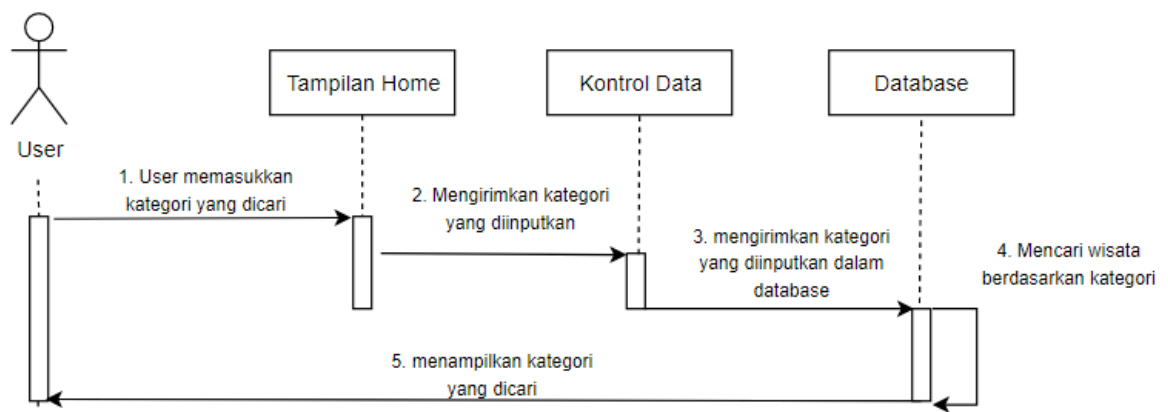 Tampilan Home
Kontrol Data
Database
User
1. User memasukkan
kategori yang dicari
2. Mengirimkan kategori
yang diinputkan
3. mengirimkan kategori
yang diinputkan dalam
database
4. Mencari wisata
berdasarkan kategori
5. menampilkan kategori
yang dicari